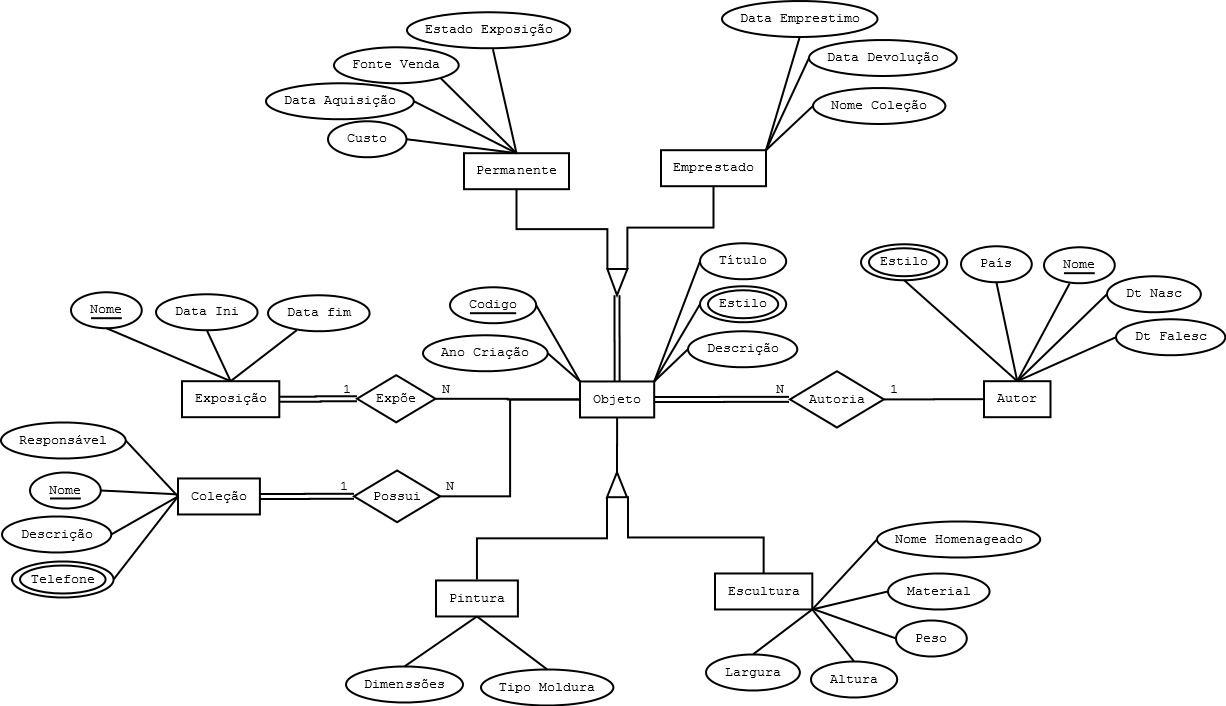 Data Emprestimo
Estado Exposição
Data Devolução
Fonte Venda
Data Aquisição
Nome Coleção
Custo
Permanente
Emprestado
Título
Estilo
País
Nome
Dt Nasc
Nome
Data Ini
Data fim
Codigo
Estilo
Dt Falesc
Ano Criação
Descrição
Exposição
1
Expõe
N
Objeto
N
Autoria
1
Autor
Responsável
Nome
Coleção
1
Possui
N
Descrição
Telefone
Nome Homenageado
Pintura
Escultura
Material
Peso
Dimenssões
Tipo Moldura
Largura
Altura